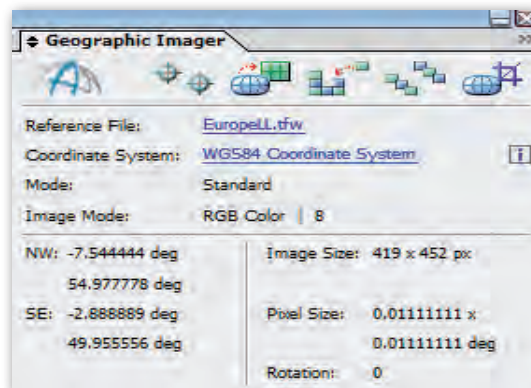 Geographic Imager
Reference File: EuropeLL.tfw
Coordinate System: WGS84 Coordinate System
Mode: Standard
Image Mode: RGB Color | 8
NW: -7.544444 deg
54.977778 deg
SE: -2.888889 deg
49.955556 deg
Image Size: 419 x 452 px
Pixel Size: 0.01111111 x
0.01111111 deg
Rotation: 0